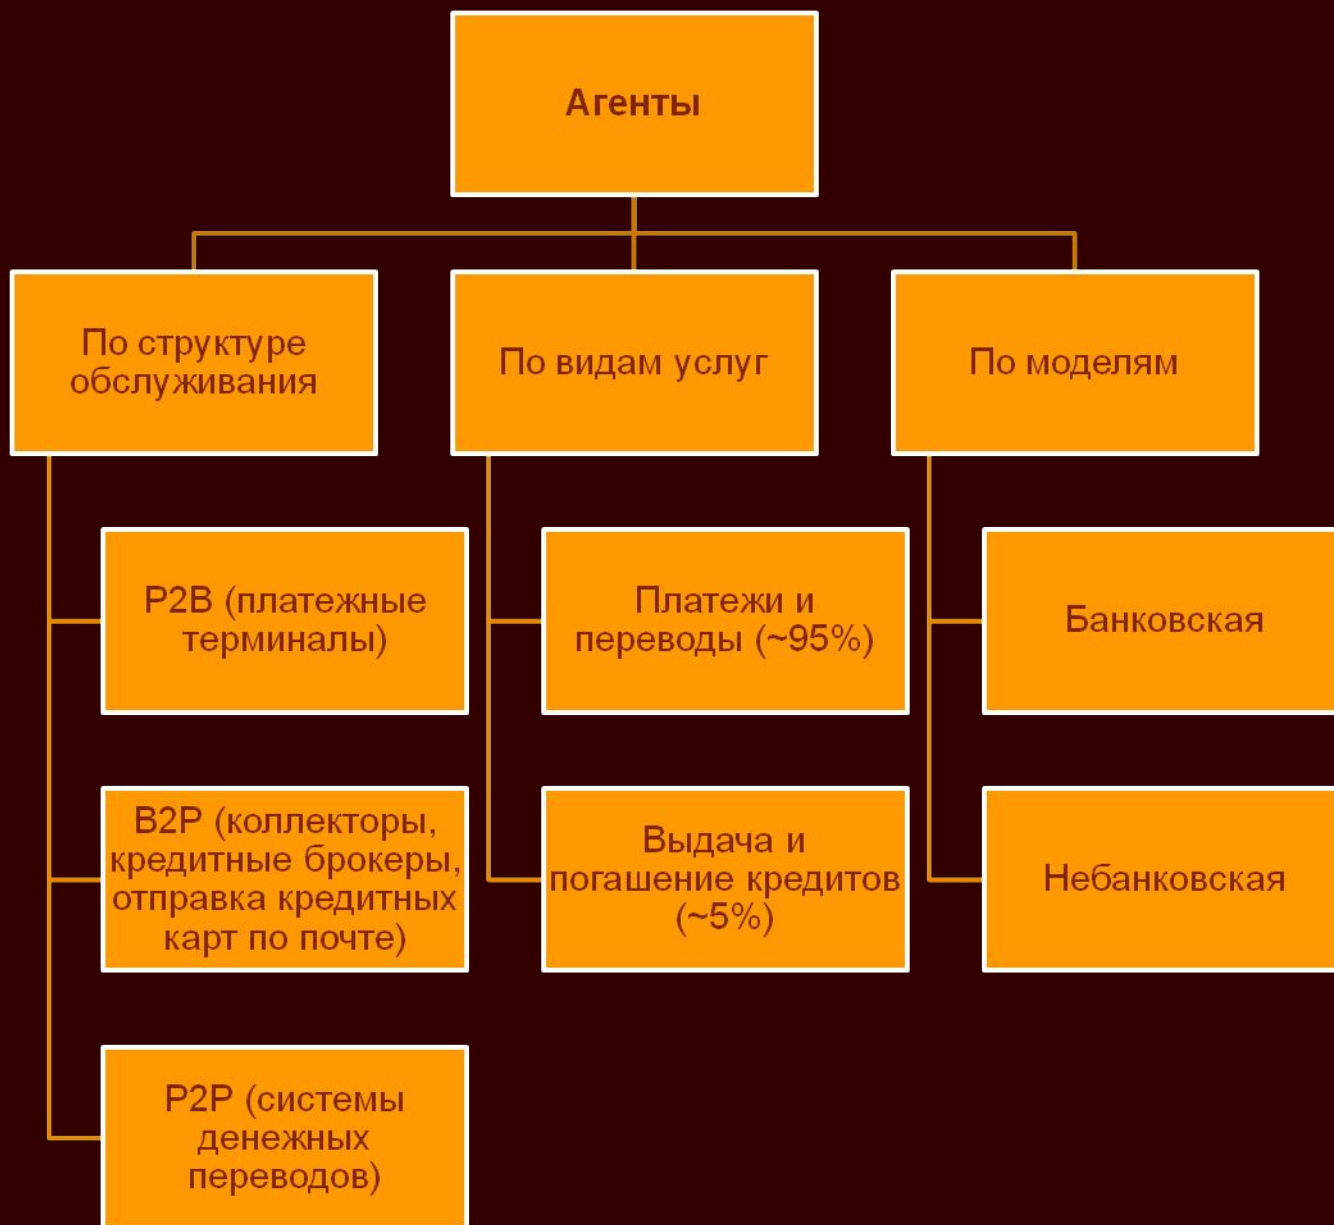 Агенты
По структуре
обслуживания
По видам услуг
По моделям
P2B (платежные
терминалы)
Платежи и
переводы (~95%)
Банковская
B2P (коллекторы,
кредитные брокеры,
отправка кредитных
карт по почте)
Выдача и
погашение кредитов
(~5%)
Небанковская
P2P (системы
денежных
переводов)